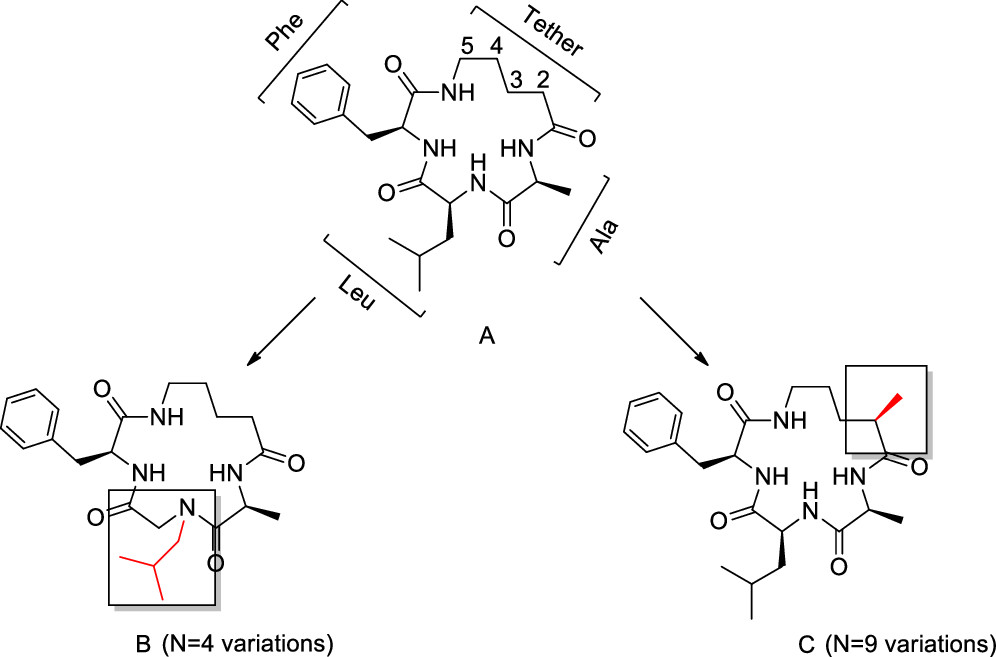 Phe
Tether
5 4
3 2
O
NH
O
NH
H
N
HN
O
O
Ala
Leu
A
O
NH
O
NH
HN
O
N
O
B (N=4 variations)
O
NH
O
NH
H
N
HN
O
O
C (N=9 variations)